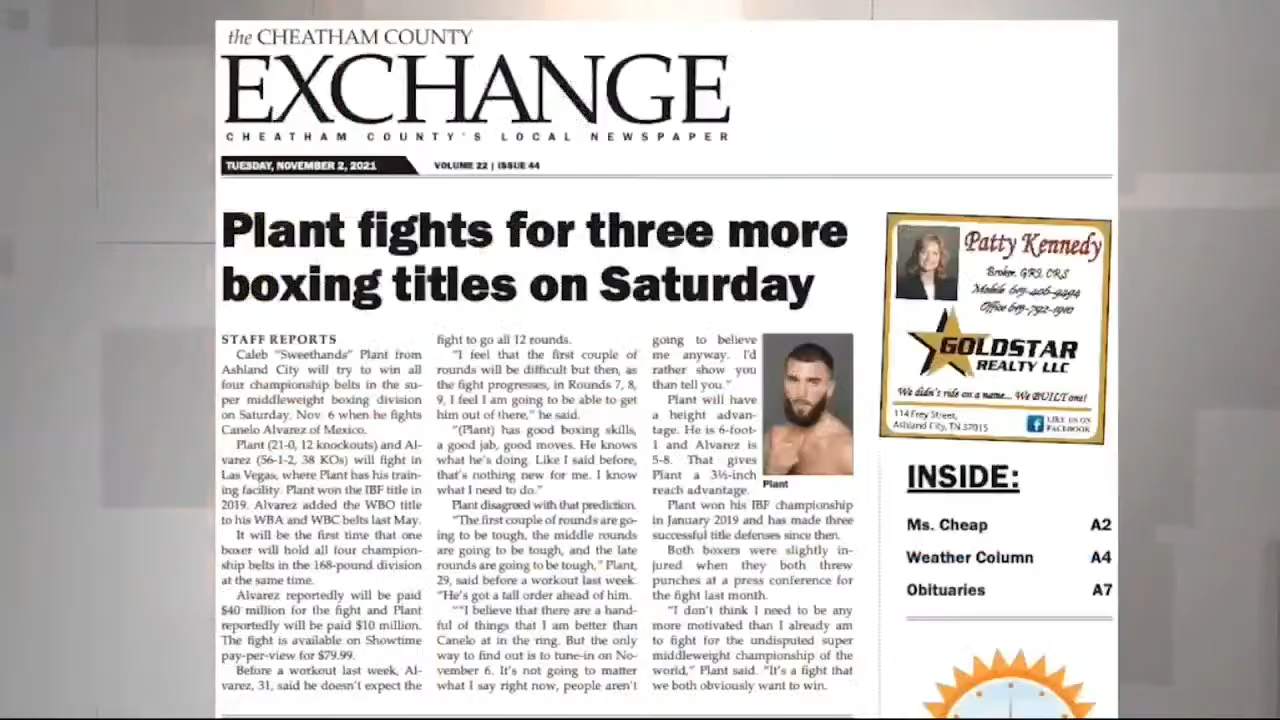 the CHEATHAM COUNTY
EXCHANGE
CHEATHAM COUNTY'S LOCAL NEWSPAPER
TUESDAY, NOVEMBER 2, 2021
VOLUME 22 | ISSUE 44
Plant fights for three more
boxing titles on Saturday
STAFF REPORTS
Caleb "Sweethands" Plant from
Ashland City will try to win all
four championship belts in the su-
per middleweight boxing division
on Saturday, Nov. 6 when he fights
Canelo Alvarez of Mexico.
Plant (21-0, 12 knockouts) and Al-
varez (56-1-2, 38 KOs) will fight in
Las Vegas, where Plant has his train-
ing facility. Plant won the IBF title in
2019. Alvarez added the WBO title
to his WBA and WBC belts last May.
It will be the first time that one
boxer will hold all four champion-
ship belts in the 168-pound division
at the same time.
Alvarez reportedly will be paid
$40 million for the fight and Plant
reportedly will be paid $10 million.
The fight is available on Showtime
pay-per-view for $79.99.
Before a workout last week, Al-
varez, 31, said he doesn't expect the
fight to go all 12 rounds.
"I feel that the first couple of
rounds will be difficult but then, as
the fight progresses, in Rounds 7, 8,
9, I feel I am going to be able to get
him out of there," he said.
"(Plant) has good boxing skills,
a good jab, good moves. He knows
what he's doing. Like I said before,
that's nothing new for me. I know
what I need to do."
Plant disagreed with that prediction.
"The first couple of rounds are go-
ing to be tough, the middle rounds
are going to be tough, and the late
rounds are going to be tough," Plant,
29, said before a workout last week.
"He's got a tall order ahead of him.
""I believe that there are a hand-
ful of things that I am better than
Canelo at in the ring. But the only
way to find out is to tune-in on No-
vember 6. It's not going to matter
what I say right now, people aren't
going to believe
me anyway. I'd
rather show you
than tell you."
Plant will have
a height advan-
tage. He is 6-foot-
1 and Alvarez is
5-8. That gives
Plant a 3½-inch
reach advantage.
Plant won his IBF championship
in January 2019 and has made three
successful title defenses since then.
Both boxers were slightly in-
jured when they both threw
punches at a press conference for
the fight last month.
"I don't think I need to be any
more motivated than I already am
to fight for the undisputed super
middleweight championship of the
world," Plant said. "It's a fight that
we both obviously want to win.
Plant
Patty Kennedy
Broker, GRI, CRS
Mobile 615-406-9494
Office 615-792-1910
GOLDSTAR
REALTY LLC
We didn't ride on a name... We BUILT one!
114 Frey Street,
Ashland City, TN 37015
LIKE US ON
FACEBOOK
INSIDE:
Ms. Cheap A2
Weather Column A4
Obituaries A7